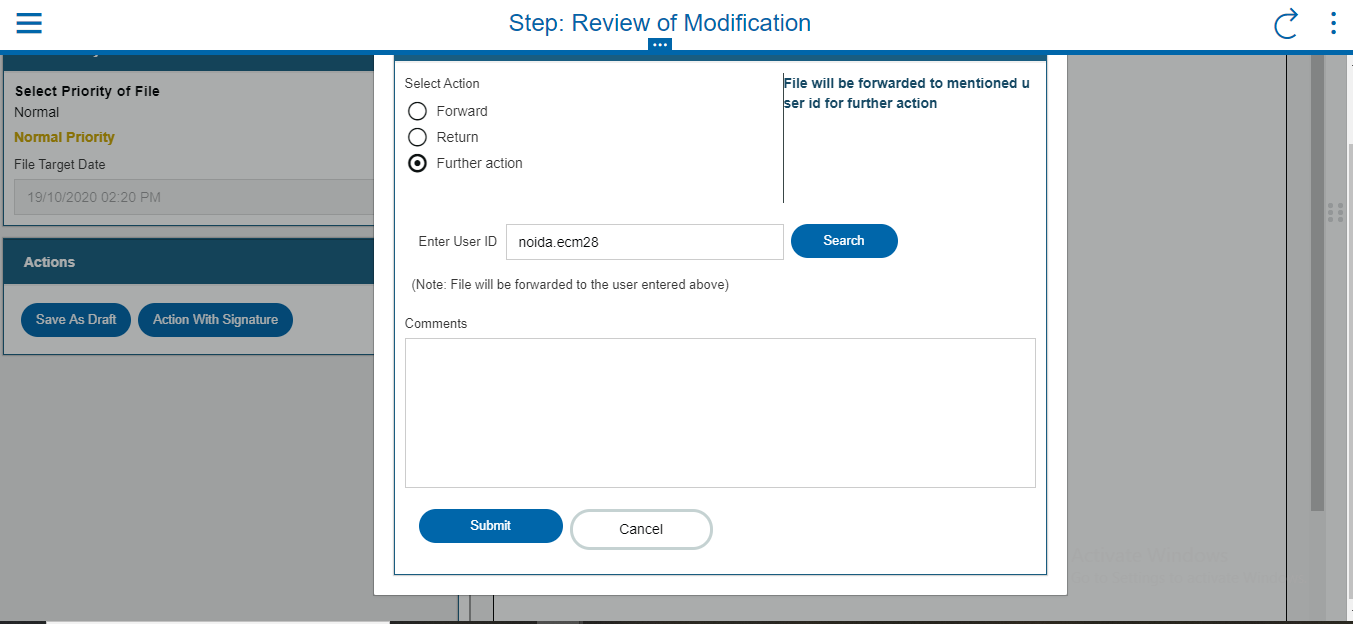 Step: Review of Modification
Select Priority of File
Normal
Normal Priority
File Target Date
19/10/2020 02:20 PM
Actions
Save As Draft
Action With Signature
Select Action
Forward
Return
Further action
File will be forwarded to mentioned u
ser id for further action
Enter User ID
noida.ecm28
Search
(Note: File will be forwarded to the user entered above)
Comments
Submit
Cancel